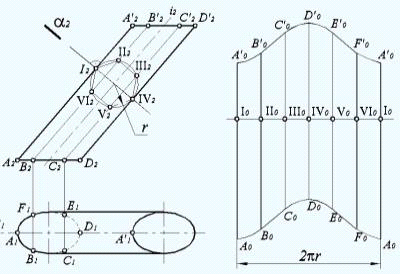 α₂
A'₂ B'₂ i₂ C'₂ D'₂
I₂ II₂ III₂ IV₂ V₂ VI₂
r
A₂ B₂ C₂ D₂
F₁ E₁
A₁ D₁ A'₁
B₁ C₁
A'₀ B'₀ C'₀ D'₀ E'₀ F'₀ A'₀
I₀ II₀ III₀ IV₀ V₀ VI₀ I₀
A₀ B₀ C₀ D₀ E₀ F₀ A₀
2πr